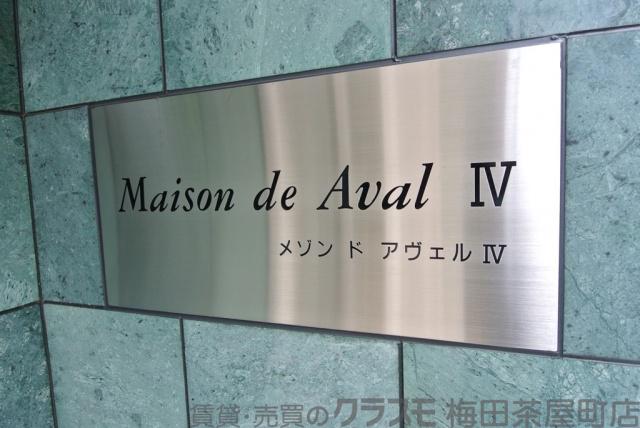 Maison de Aval Ⅳ
メゾン ド アヴェル Ⅳ
賃貸・売買のクラスモ 梅田茶屋町店